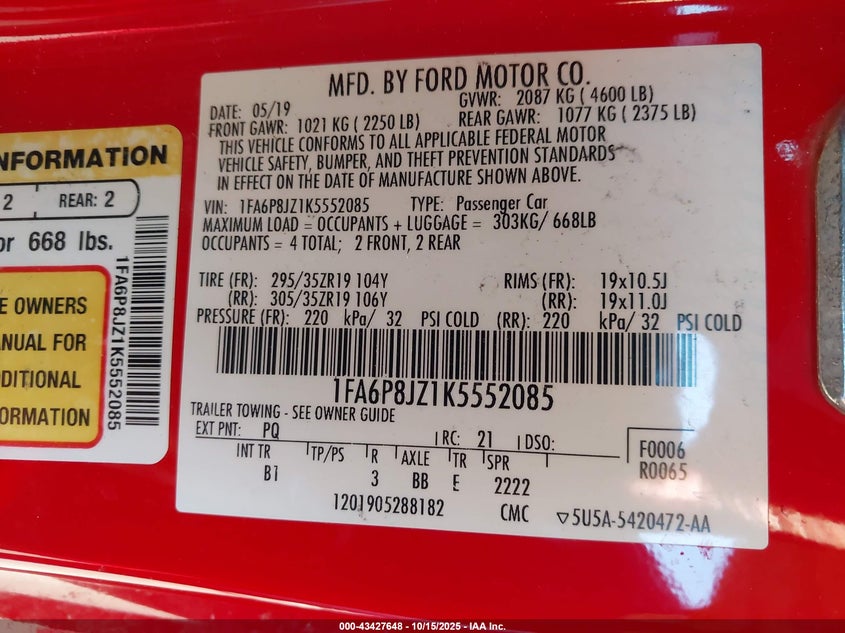 MFD. BY FORD MOTOR CO.
DATE: 05/19 GVWR: 2087 KG ( 4600 LB)
FRONT GAWR: 1021 KG ( 2250 LB) REAR GAWR: 1077 KG ( 2375 LB)
THIS VEHICLE CONFORMS TO ALL APPLICABLE FEDERAL MOTOR
VEHICLE SAFETY, BUMPER, AND THEFT PREVENTION STANDARDS
IN EFFECT ON THE DATE OF MANUFACTURE SHOWN ABOVE.
VIN: 1FA6P8JZ1K5552085 TYPE: Passenger Car
MAXIMUM LOAD = OCCUPANTS + LUGGAGE = 303KG/ 668LB
OCCUPANTS = 4 TOTAL; 2 FRONT, 2 REAR
TIRE (FR): 295/35ZR19 104Y RIMS (FR): 19x10.5J
(RR): 305/35ZR19 106Y (RR): 19x11.0J
PRESSURE (FR): 220 kPa/ 32 PSI COLD (RR): 220 kPa/ 32 PSI COLD
1FA6P8JZ1K5552085
TRAILER TOWING - SEE OWNER GUIDE
EXT PNT: PQ RC: 21 DSO:
INT TR TP/PS R AXLE TR SPR
B1 3 BB E 2222
F0006
R0065
1201905288182 CMC ▽5U5A-5420472-AA
NFORMATION
2 REAR: 2
or 668 lbs.
E OWNERS
ANUAL FOR
DDITIONAL
FORMATION
1FA6P8JZ1K5552085
000-43427648 - 10/15/2025 - IAA Inc.